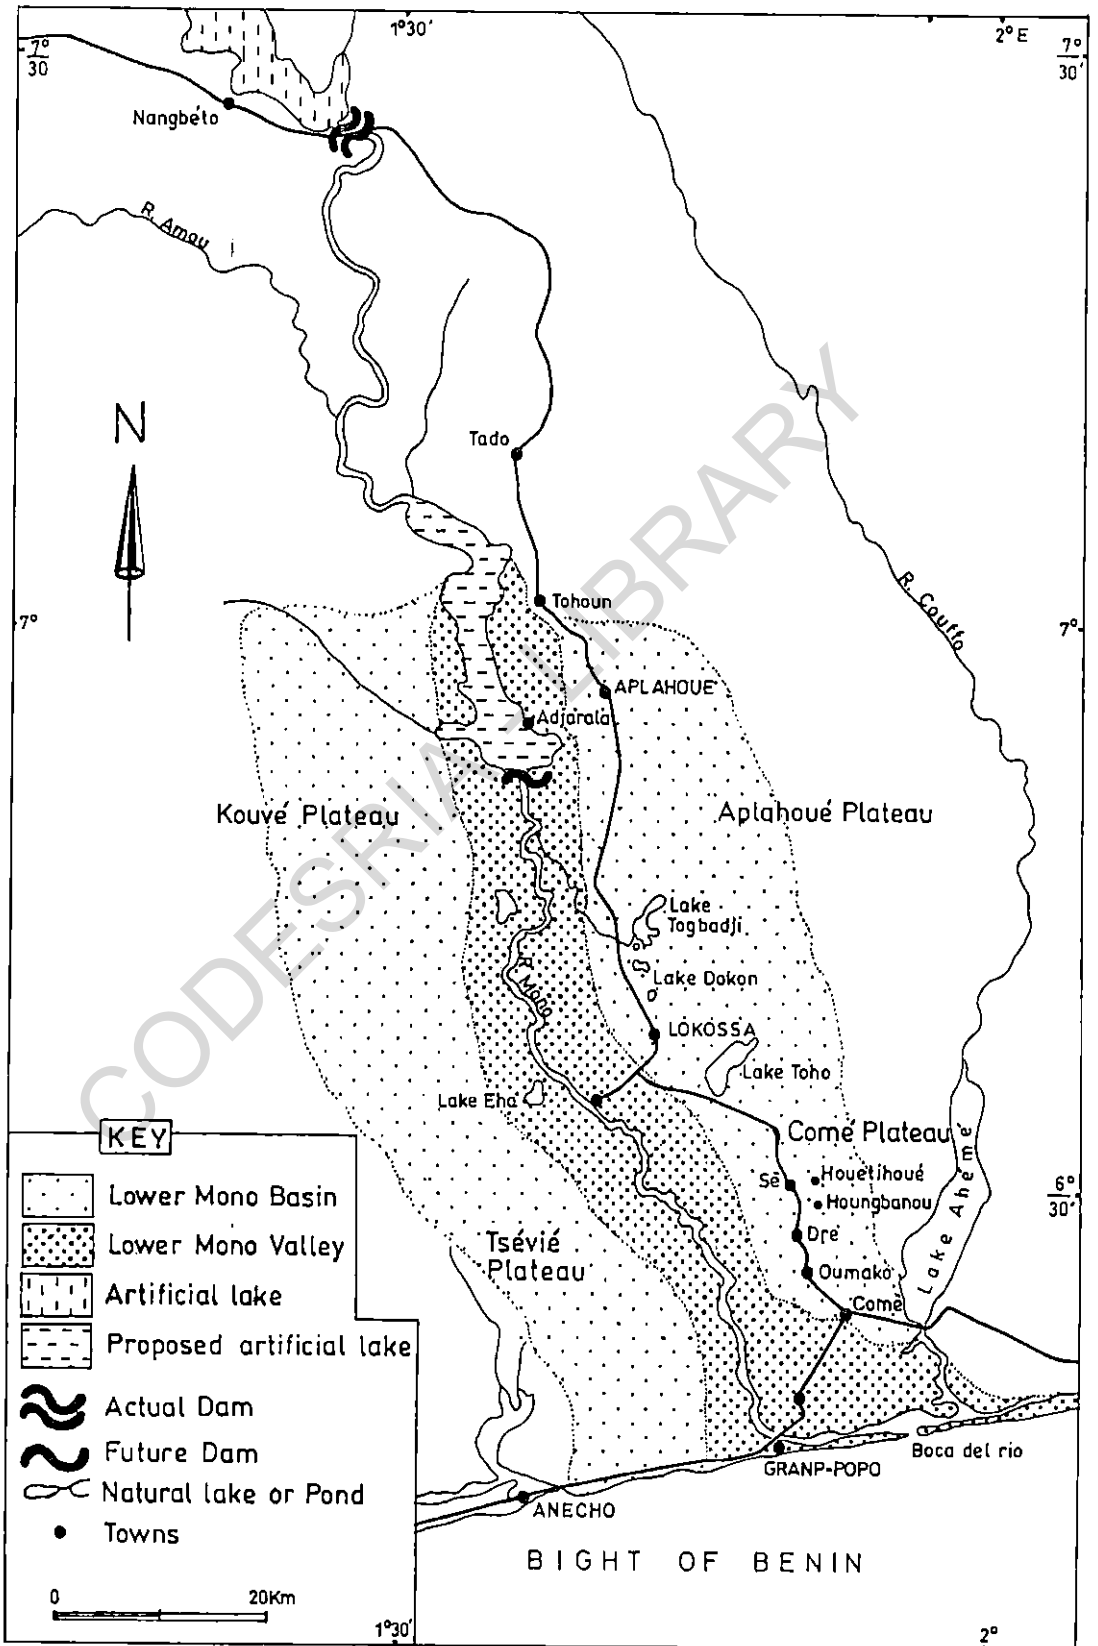 1°30'
2°E
7°
30
7°
30'
Nangbéto
R. Amou
Tado
N
R. Couffo
Tohoun
7°
7°
APLAHOUE
Adjarala
Kouvé Plateau
Aplahoué Plateau
Lake
Togbadji
R. Mono
Lake Dokon
LOKOSSA
Lake Toho
Lake Eha
Comé Plateau
Houetihoué
Sè
Houngbanou
6°
30'
Lake Ahémé
Drè
Tsévié
Plateau
Oumako
Comé
KEY
Lower Mono Basin
Lower Mono Valley
Artificial lake
Proposed artificial lake
Actual Dam
Future Dam
Natural lake or Pond
Towns
0 20Km
Boca del rio
GRANP-POPO
ANECHO
BIGHT OF BENIN
1°30'
2°
CODESRIA - LIBRARY